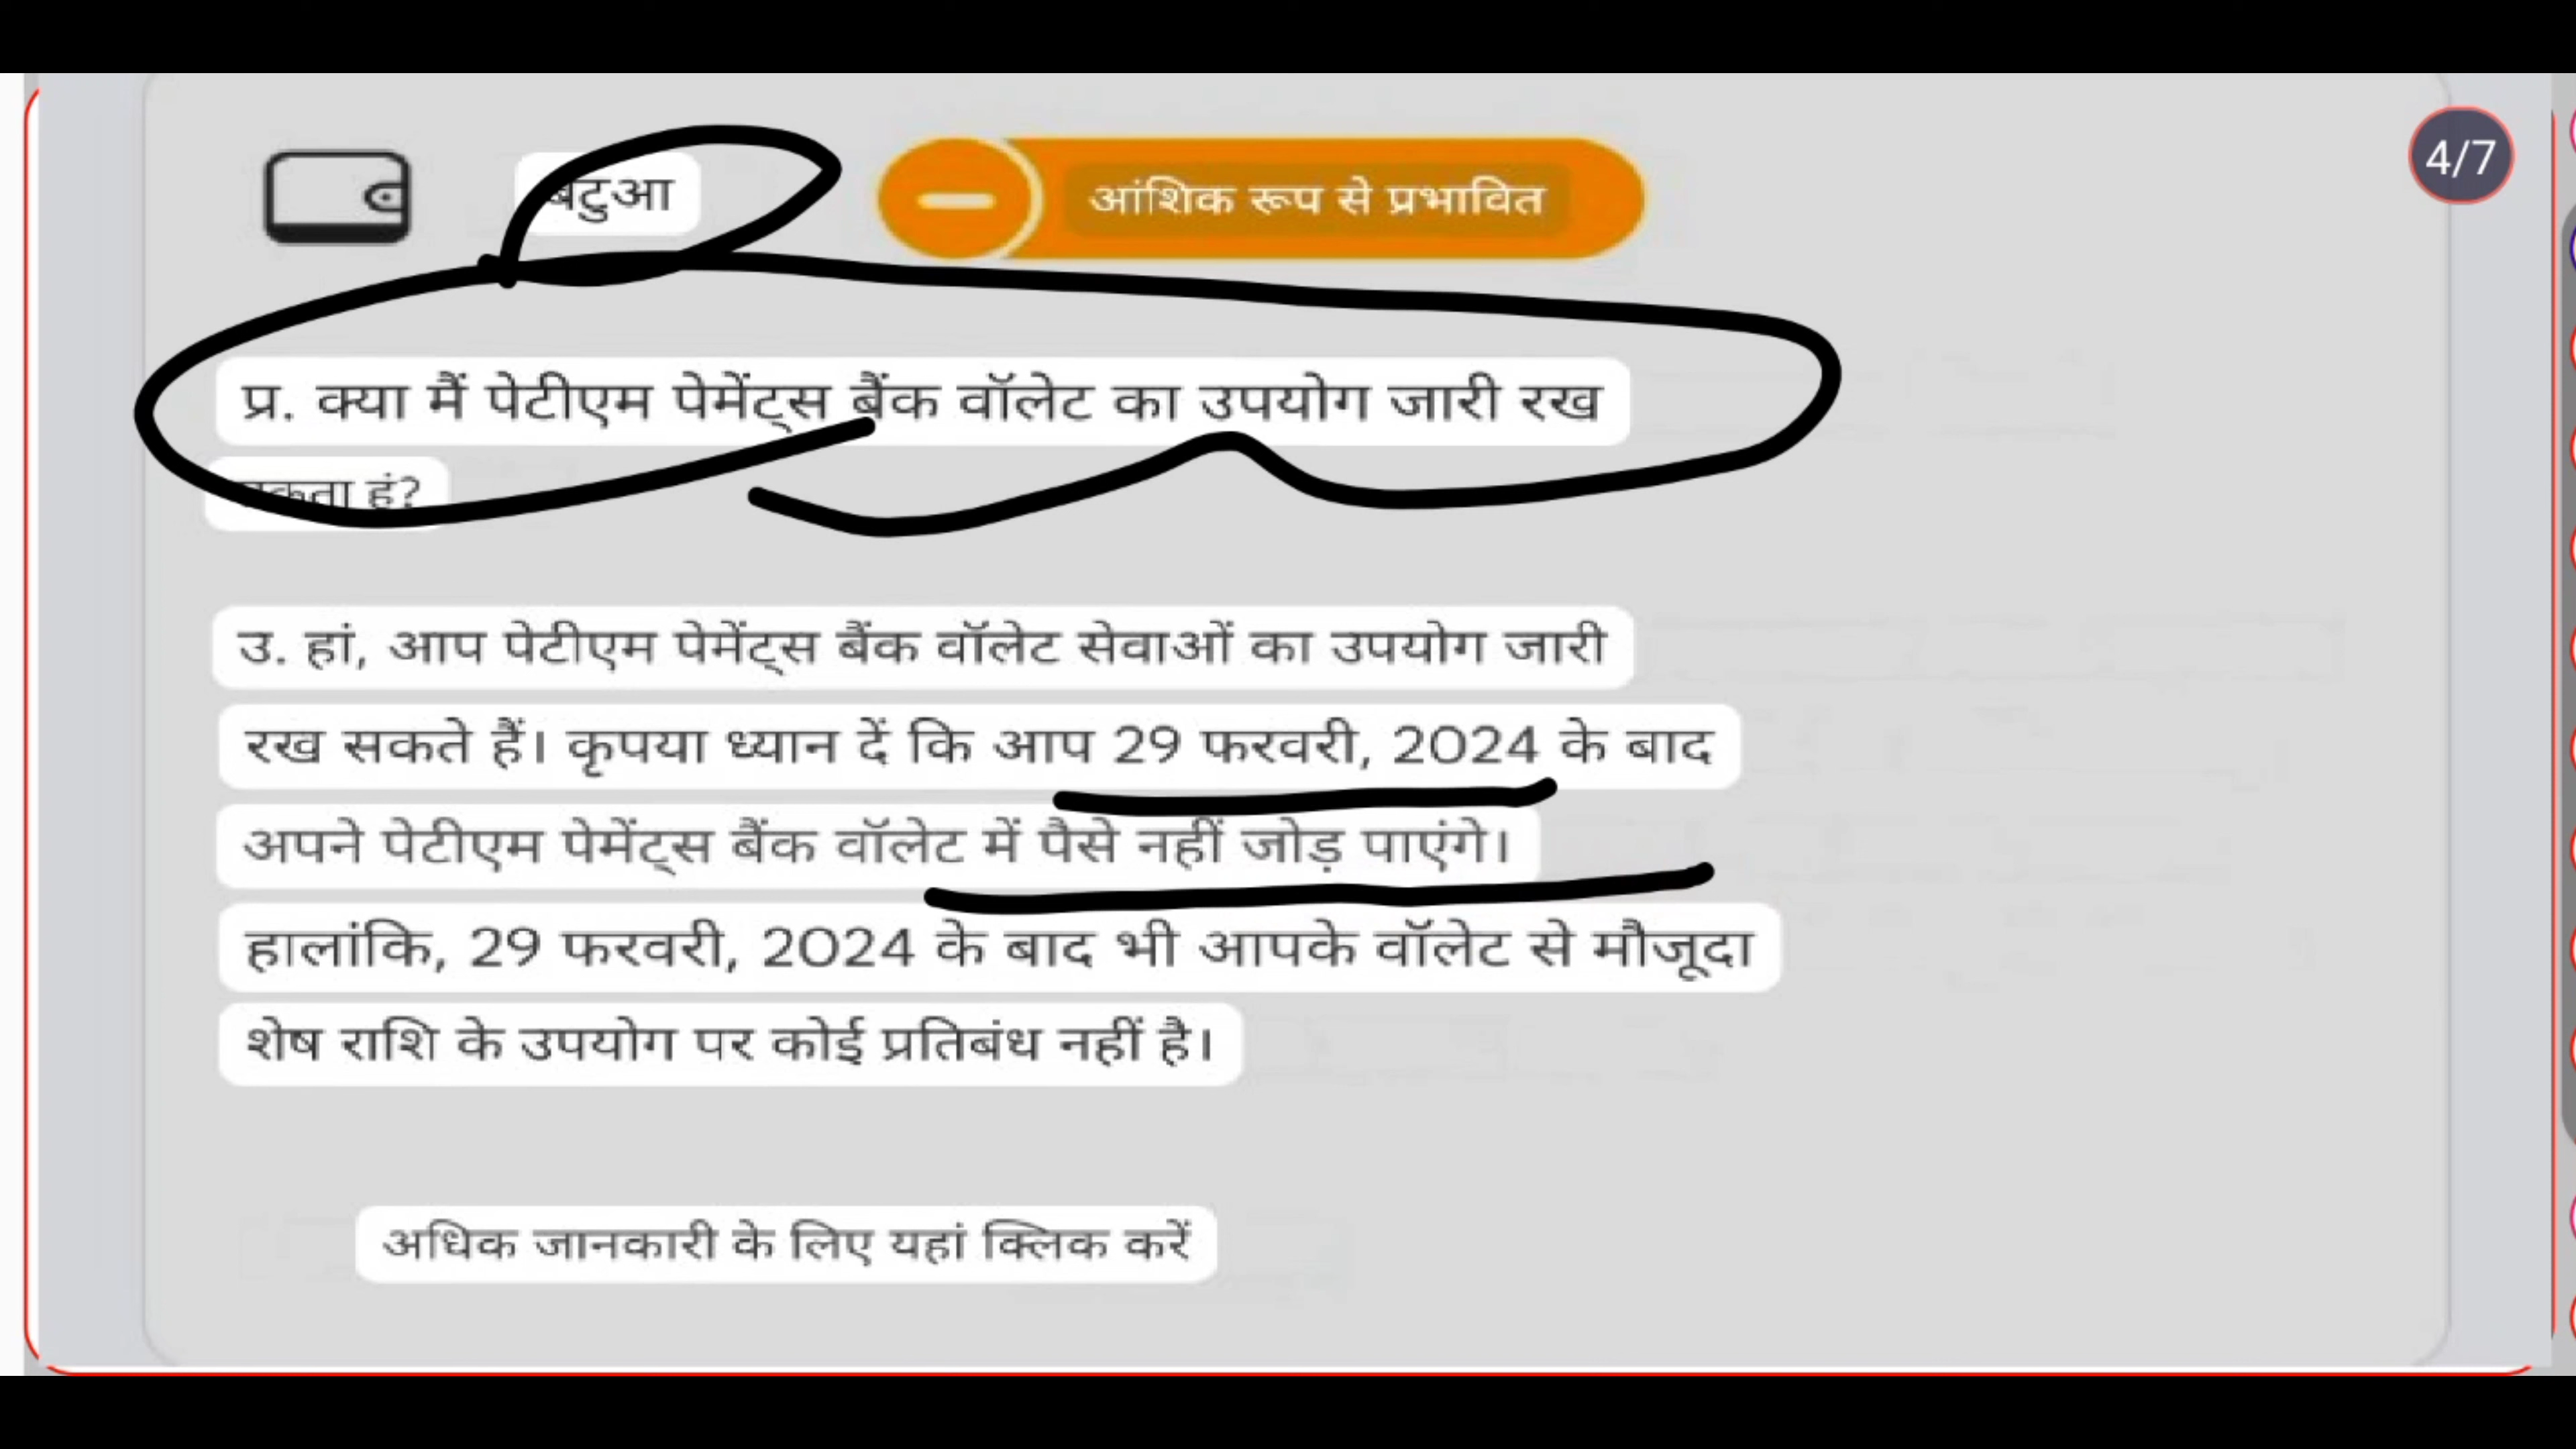 बटुआ
आंशिक रूप से प्रभावित
4/7
प्र. क्या मैं पेटीएम पेमेंट्स बैंक वॉलेट का उपयोग जारी रख
हूं?
उ. हां, आप पेटीएम पेमेंट्स बैंक वॉलेट सेवाओं का उपयोग जारी
रख सकते हैं। कृपया ध्यान दें कि आप 29 फरवरी, 2024 के बाद
अपने पेटीएम पेमेंट्स बैंक वॉलेट में पैसे नहीं जोड़ पाएंगे।
हालांकि, 29 फरवरी, 2024 के बाद भी आपके वॉलेट से मौजूदा
शेष राशि के उपयोग पर कोई प्रतिबंध नहीं है।
अधिक जानकारी के लिए यहां क्लिक करें